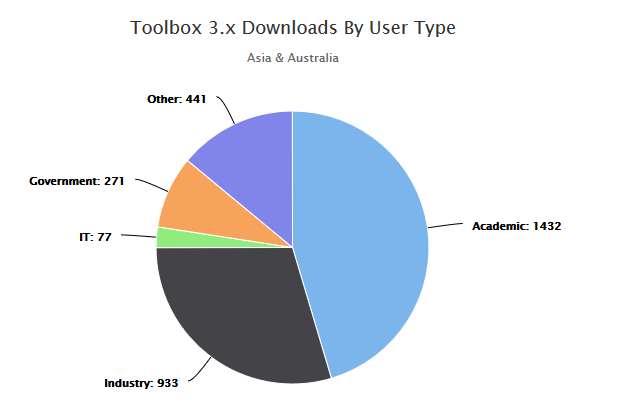 Toolbox 3.x Downloads By User Type
Asia & Australia
Other: 441
Government: 271
IT: 77
Academic: 1432
Industry: 933